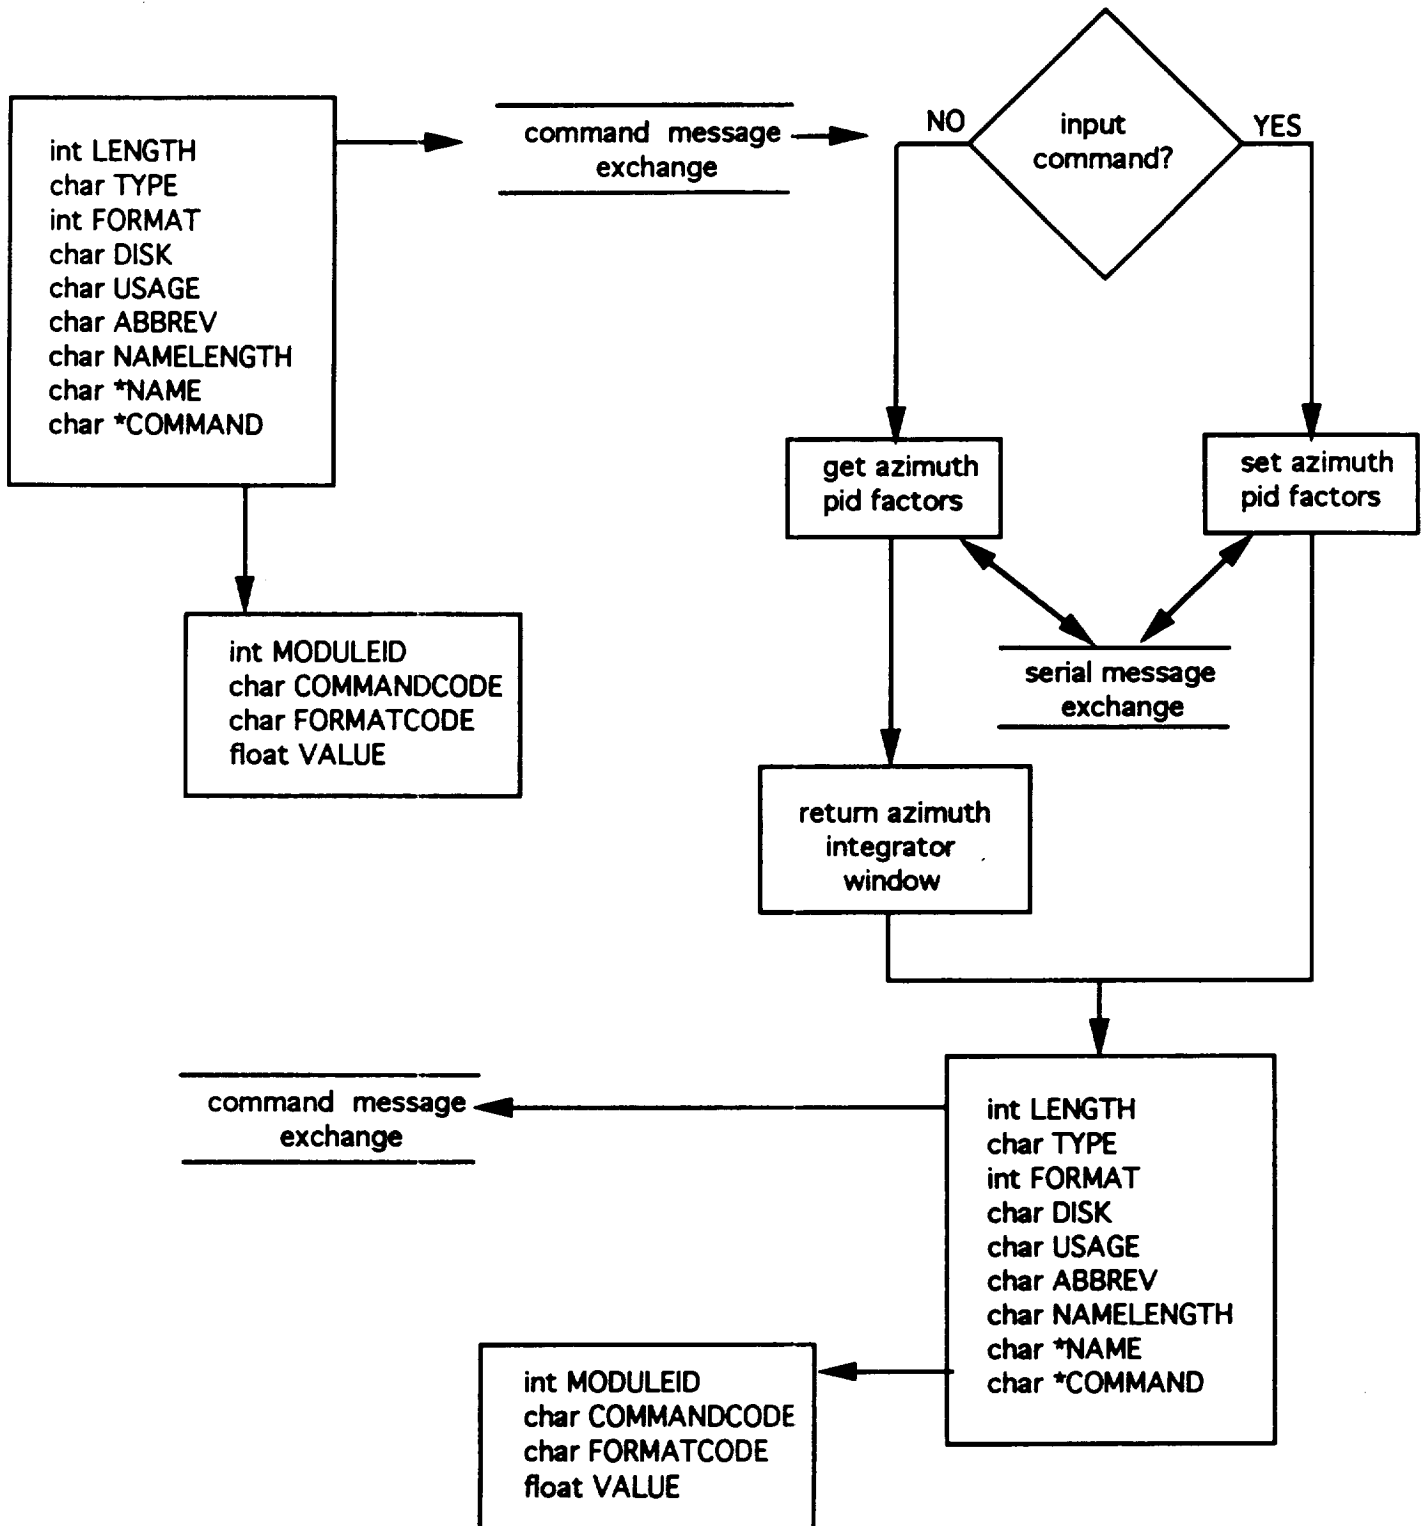 int LENGTH
char TYPE
int FORMAT
char DISK
char USAGE
char ABBREV
char NAMELENGTH
char *NAME
char *COMMAND
command message
exchange
NO
input
command?
YES
get azimuth
pid factors
set azimuth
pid factors
int MODULEID
char COMMANDCODE
char FORMATCODE
float VALUE
serial message
exchange
return azimuth
integrator
window
command message
exchange
int LENGTH
char TYPE
int FORMAT
char DISK
char USAGE
char ABBREV
char NAMELENGTH
char *NAME
char *COMMAND
int MODULEID
char COMMANDCODE
char FORMATCODE
float VALUE